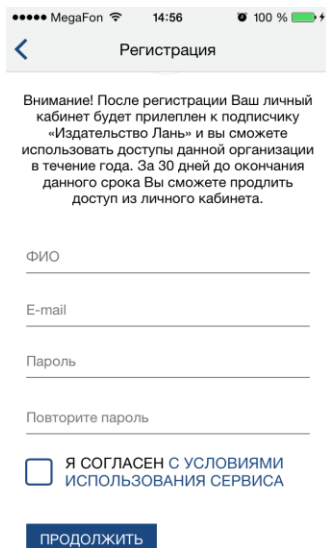 MegaFon 14:56 100 %
Регистрация
Внимание! После регистрации Ваш личный
кабинет будет прилеплен к подписчику
«Издательство Лань» и вы сможете
использовать доступы данной организации
в течение года. За 30 дней до окончания
данного срока Вы сможете продлить
доступ из личного кабинета.
ФИО
E-mail
Пароль
Повторите пароль
Я СОГЛАСЕН С УСЛОВИЯМИ
ИСПОЛЬЗОВАНИЯ СЕРВИСА
ПРОДОЛЖИТЬ